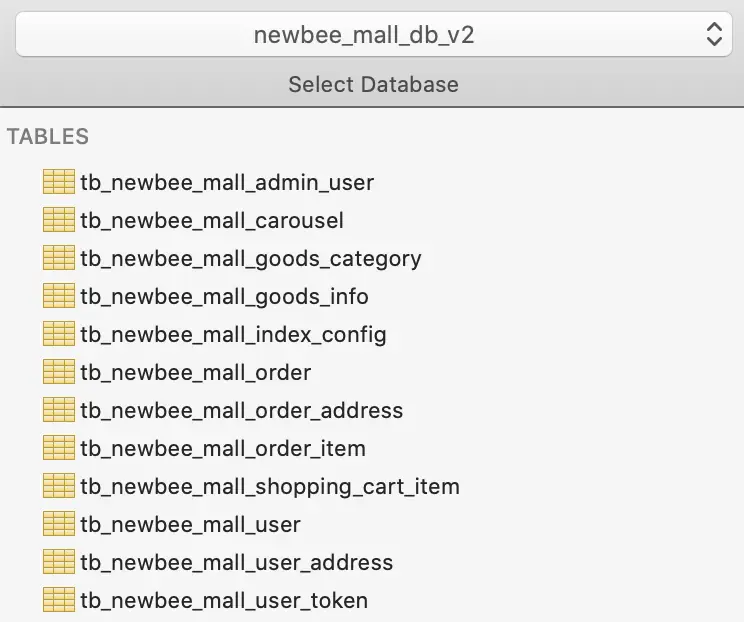 newbee_mall_db_v2
Select Database
TABLES
tb_newbee_mall_admin_user
tb_newbee_mall_carousel
tb_newbee_mall_goods_category
tb_newbee_mall_goods_info
tb_newbee_mall_index_config
tb_newbee_mall_order
tb_newbee_mall_order_address
tb_newbee_mall_order_item
tb_newbee_mall_shopping_cart_item
tb_newbee_mall_user
tb_newbee_mall_user_address
tb_newbee_mall_user_token